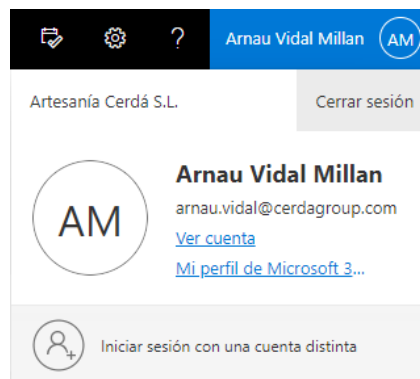 ?
Arnau Vidal Millan
AM
Artesanía Cerdá S.L.
Cerrar sesión
AM
Arnau Vidal Millan
arnau.vidal@cerdagroup.com
Ver cuenta
Mi perfil de Microsoft 3...
Iniciar sesión con una cuenta distinta